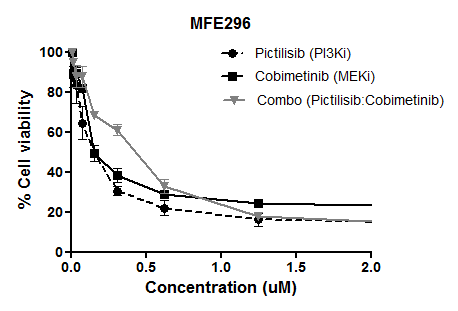 MFE296
Pictilisib (PI3Ki)
Cobimetinib (MEKi)
Combo (Pictilisib:Cobimetinib)
% Cell viability
100
80
60
40
20
0
0.0 0.5 1.0 1.5 2.0
Concentration (uM)